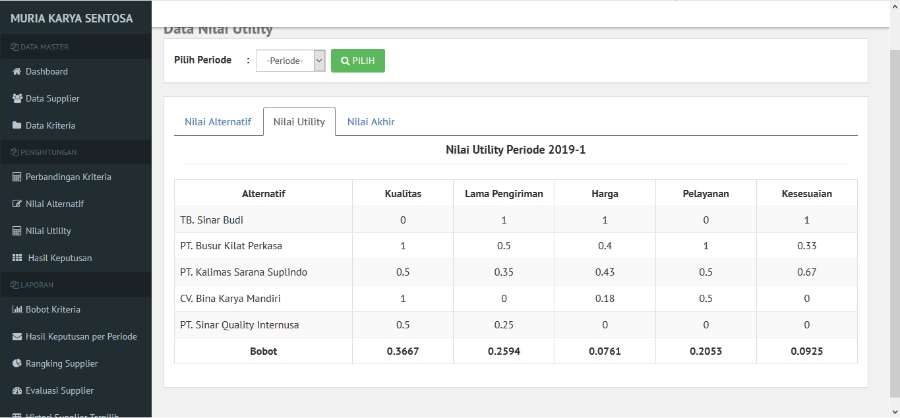 MURIA KARYA SENTOSA
DATA MASTER
Dashboard
Data Supplier
Data Kriteria
PENGHITUNGAN
Perbandingan Kriteria
Nilai Alternatif
Nilai Utility
Hasil Keputusan
LAPORAN
Bobot Kriteria
Hasil Keputusan per Periode
Rangking Supplier
Evaluasi Supplier
Histori Supplier Terpilih
Data Nilai Utility
Pilih Periode : -Periode- PILIH
Nilai Alternatif Nilai Utility Nilai Akhir
Nilai Utility Periode 2019-1
Alternatif Kualitas Lama Pengiriman Harga Pelayanan Kesesuaian
TB. Sinar Budi 0 1 1 0 1
PT. Busur Kilat Perkasa 1 0.5 0.4 1 0.33
PT. Kalimas Sarana Suplindo 0.5 0.35 0.43 0.5 0.67
CV. Bina Karya Mandiri 1 0 0.18 0.5 0
PT. Sinar Quality Internusa 0.5 0.25 0 0 0
Bobot 0.3667 0.2594 0.0761 0.2053 0.0925